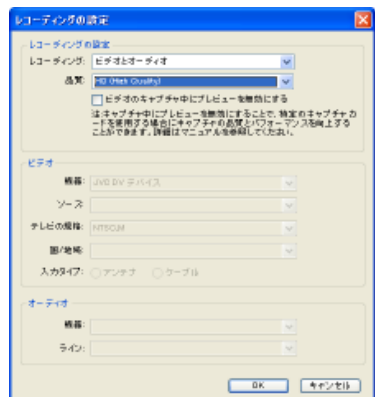 レコーディングの設定
レコーディングの設定
レコーディング: ビデオとオーディオ
品質: HQ (High Quality)
ビデオのキャプチャ中にプレビューを無効にする
注:キャプチャ中にプレビューを無効にすることで、特定のキャプチャカ
ードを使用する場合にキャプチャの品質とパフォーマンスを向上する
ことができます。詳細はマニュアルを参照してください。
ビデオ
機器: JVC DV デバイス
ソース:
テレビの規格: NTSC/M
国/地域:
入力タイプ: アンテナ ケーブル
オーディオ
機器:
ライン:
OK キャンセル